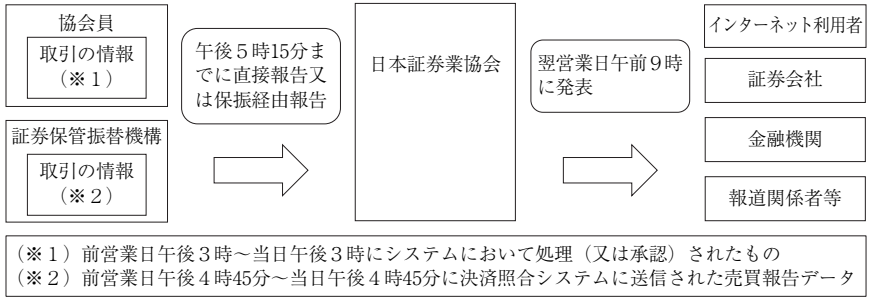 協会員
取引の情報
（※１）
証券保管振替機構
取引の情報
（※２）
午後５時15分ま
でに直接報告又
は保振経由報告
日本証券業協会
翌営業日午前９時
に発表
インターネット利用者
証券会社
金融機関
報道関係者等
（※１）前営業日午後３時～当日午後３時にシステムにおいて処理（又は承認）されたもの
（※２）前営業日午後４時45分～当日午後４時45分に決済照合システムに送信された売買報告データ